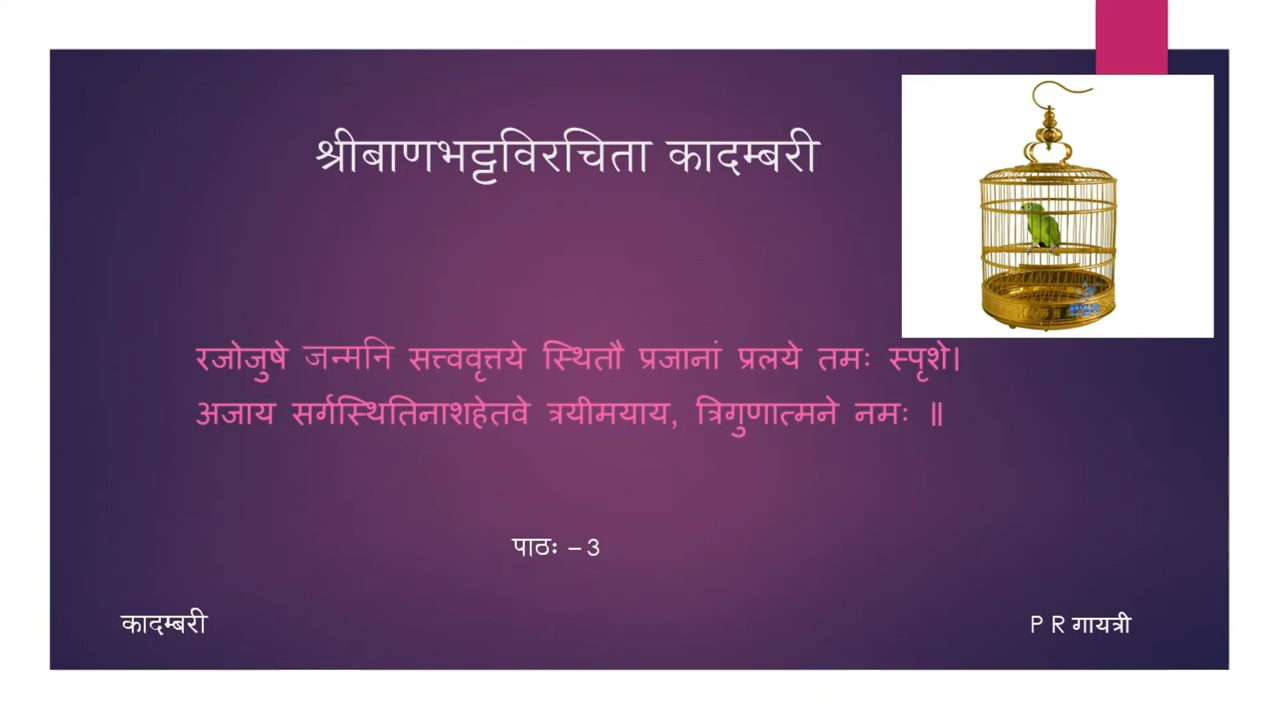 श्रीबाणभट्टविरचिता कादम्बरी
रजोजुषे जन्मनि सत्त्ववृत्तये स्थितौ प्रजानां प्रलये तमः स्पृशे।
अजाय सर्गस्थितिनाशहेतवे त्रयीमयाय, त्रिगुणात्मने नमः ॥
पाठः – 3
कादम्बरी
P R गायत्री